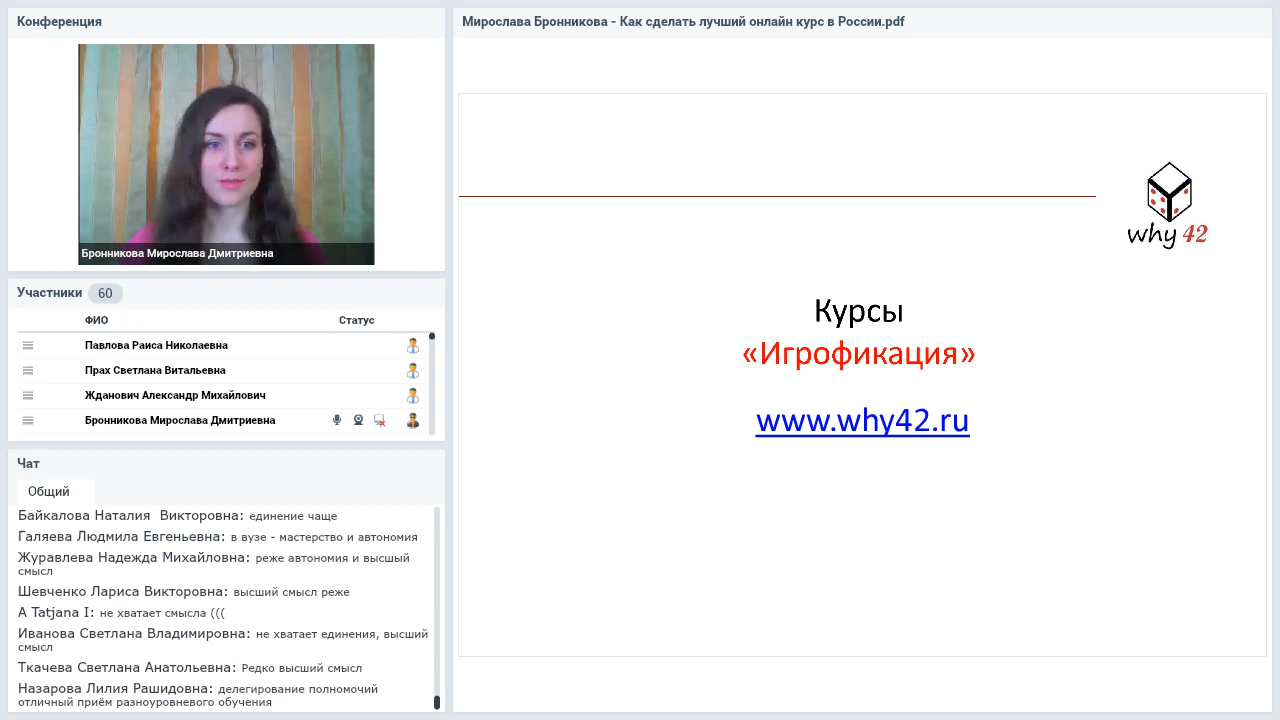 Конференция
Бронникова Мирослава Дмитриевна
Участники 60
ФИО Статус
Павлова Раиса Николаевна
Прах Светлана Витальевна
Жданович Александр Михайлович
Бронникова Мирослава Дмитриевна
Чат
Общий
Байкалова Наталия Викторовна: единение чаще
Галяева Людмила Евгеньевна: в вузе - мастерство и автономия
Журавлева Надежда Михайловна: реже автономия и высшый
смысл
Шевченко Лариса Викторовна: высший смысл реже
A Tatjana I: не хватает смысла (((
Иванова Светлана Владимировна: не хватает единения, высший
смысл
Ткачева Светлана Анатольевна: Редко высший смысл
Назарова Лилия Рашидовна: делегирование полномочий
отличный приём разноуровневого обучения
Мирослава Бронникова - Как сделать лучший онлайн курс в России.pdf
why 42
Курсы
«Игрофикация»
www.why42.ru